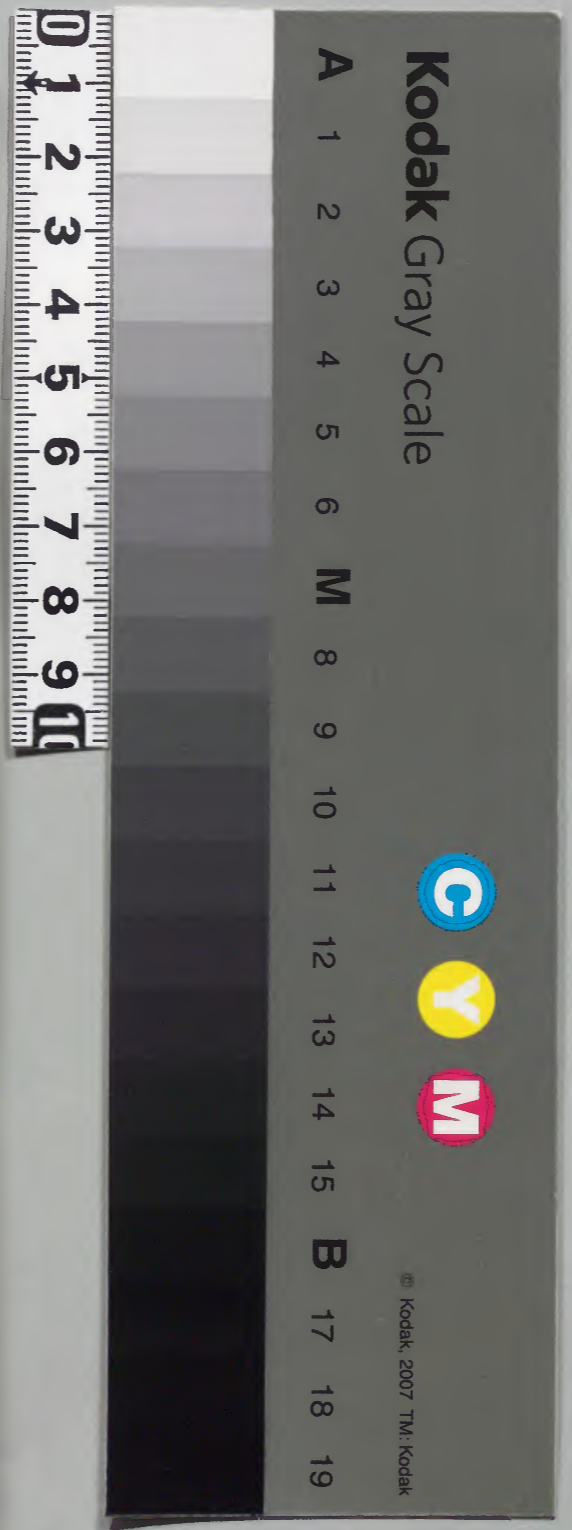 Kodak Gray Scale
A 1 2 3 4 5 6 M 8 9 10 11 12 13 14 15 B 17 18 19
C Y M
© Kodak, 2007 TM: Kodak
0 1 2 3 4 5 6 7 8 9 10